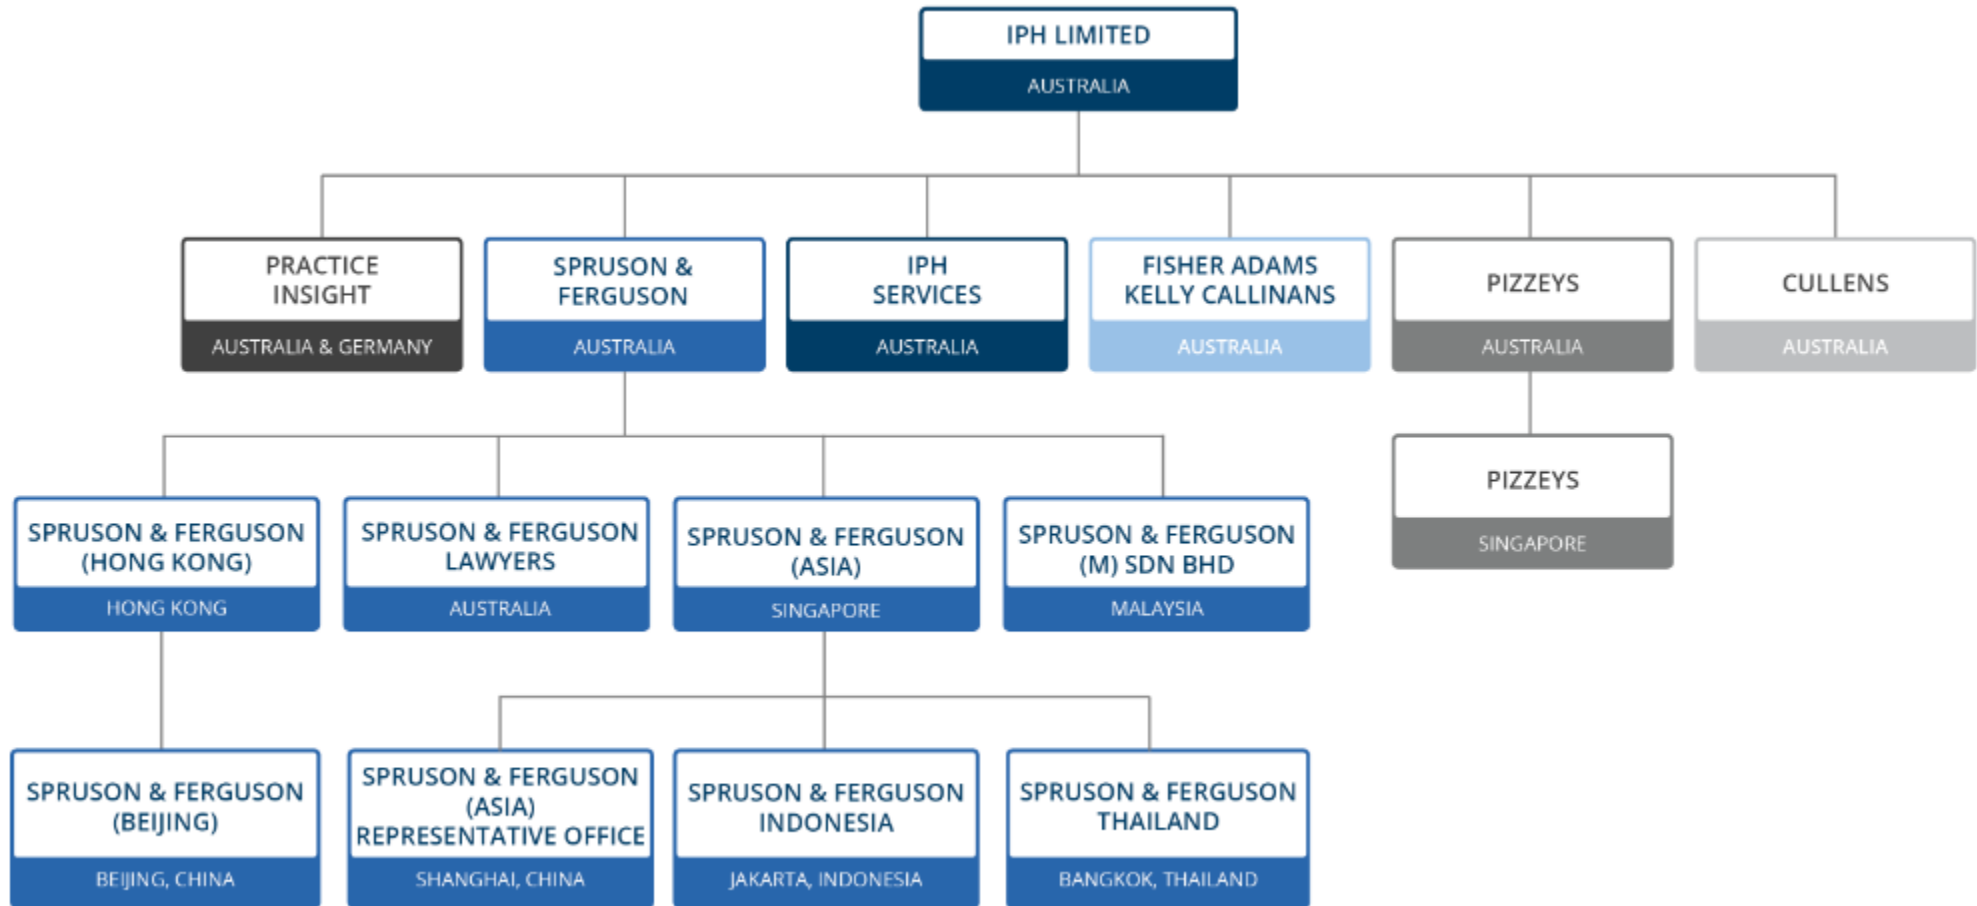 IPH LIMITED
AUSTRALIA
PRACTICE
INSIGHT
AUSTRALIA & GERMANY
SPRUSON &
FERGUSON
AUSTRALIA
IPH
SERVICES
AUSTRALIA
FISHER ADAMS
KELLY CALLINANS
AUSTRALIA
PIZZEYS
AUSTRALIA
CULLENS
AUSTRALIA
SPRUSON & FERGUSON
(HONG KONG)
HONG KONG
SPRUSON & FERGUSON
LAWYERS
AUSTRALIA
SPRUSON & FERGUSON
(ASIA)
SINGAPORE
SPRUSON & FERGUSON
(M) SDN BHD
MALAYSIA
PIZZEYS
SINGAPORE
SPRUSON & FERGUSON
(BEIJING)
BEIJING, CHINA
SPRUSON & FERGUSON
(ASIA)
REPRESENTATIVE OFFICE
SHANGHAI, CHINA
SPRUSON & FERGUSON
INDONESIA
JAKARTA, INDONESIA
SPRUSON & FERGUSON
THAILAND
BANGKOK, THAILAND